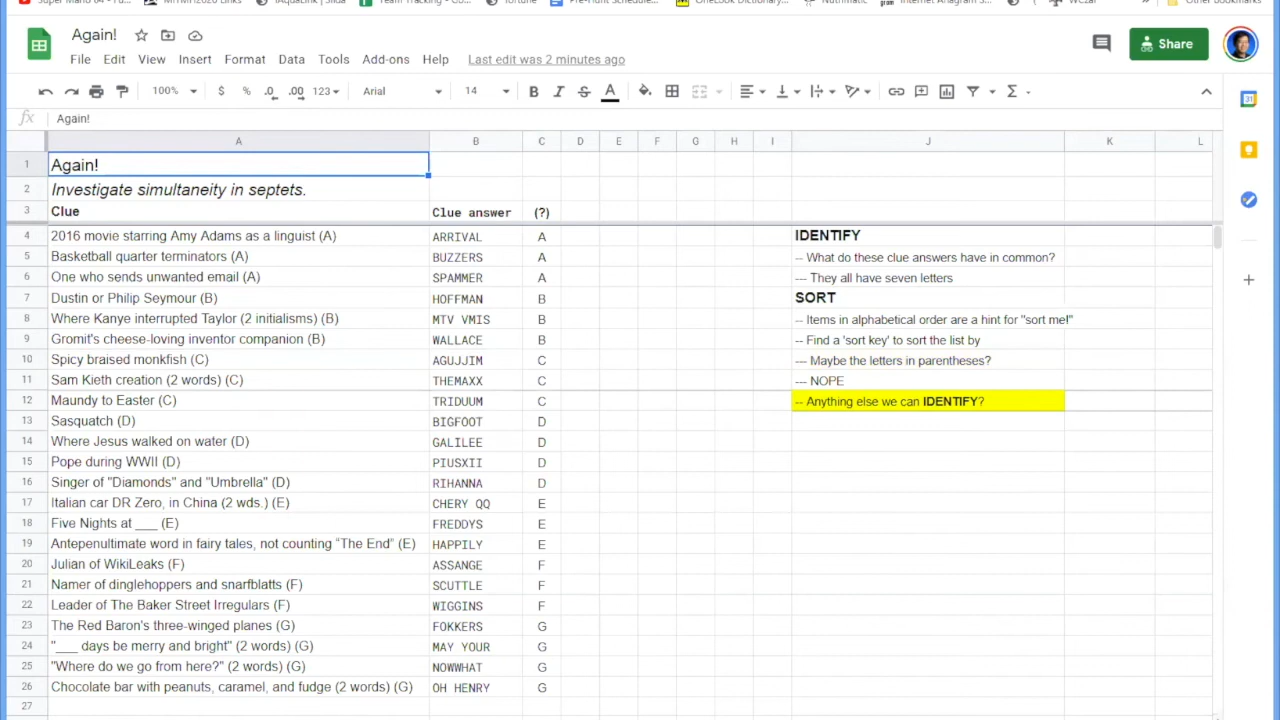 Again!
Share
File Edit View Insert Format Data Tools Add-ons Help Last edit was 2 minutes ago
100% $ % .0 .00 123 Arial 14 B I S A
fx Again!
A B C D E F G H I J K L
1 Again!
2 Investigate simultaneity in septets.
3 Clue Clue answer (?)
4 2016 movie starring Amy Adams as a linguist (A) ARRIVAL A IDENTIFY
5 Basketball quarter terminators (A) BUZZERS A -- What do these clue answers have in common?
6 One who sends unwanted email (A) SPAMMER A --- They all have seven letters
7 Dustin or Philip Seymour (B) HOFFMAN B SORT
8 Where Kanye interrupted Taylor (2 initialisms) (B) MTV VMIS B -- Items in alphabetical order are a hint for "sort me!"
9 Gromit's cheese-loving inventor companion (B) WALLACE B -- Find a 'sort key' to sort the list by
10 Spicy braised monkfish (C) AGUJJIM C --- Maybe the letters in parentheses?
11 Sam Kieth creation (2 words) (C) THEMAXX C --- NOPE
12 Maundy to Easter (C) TRIDUUM C -- Anything else we can IDENTIFY?
13 Sasquatch (D) BIGFOOT D
14 Where Jesus walked on water (D) GALILEE D
15 Pope during WWII (D) PIUSXII D
16 Singer of "Diamonds" and "Umbrella" (D) RIHANNA D
17 Italian car DR Zero, in China (2 wds.) (E) CHERY QQ E
18 Five Nights at ___ (E) FREDDYS E
19 Antepenultimate word in fairy tales, not counting “The End” (E) HAPPILY E
20 Julian of WikiLeaks (F) ASSANGE F
21 Namer of dinglehoppers and snarfblatts (F) SCUTTLE F
22 Leader of The Baker Street Irregulars (F) WIGGINS F
23 The Red Baron's three-winged planes (G) FOKKERS G
24 "___ days be merry and bright" (2 words) (G) MAY YOUR G
25 "Where do we go from here?" (2 words) (G) NOWWHAT G
26 Chocolate bar with peanuts, caramel, and fudge (2 words) (G) OH HENRY G
27